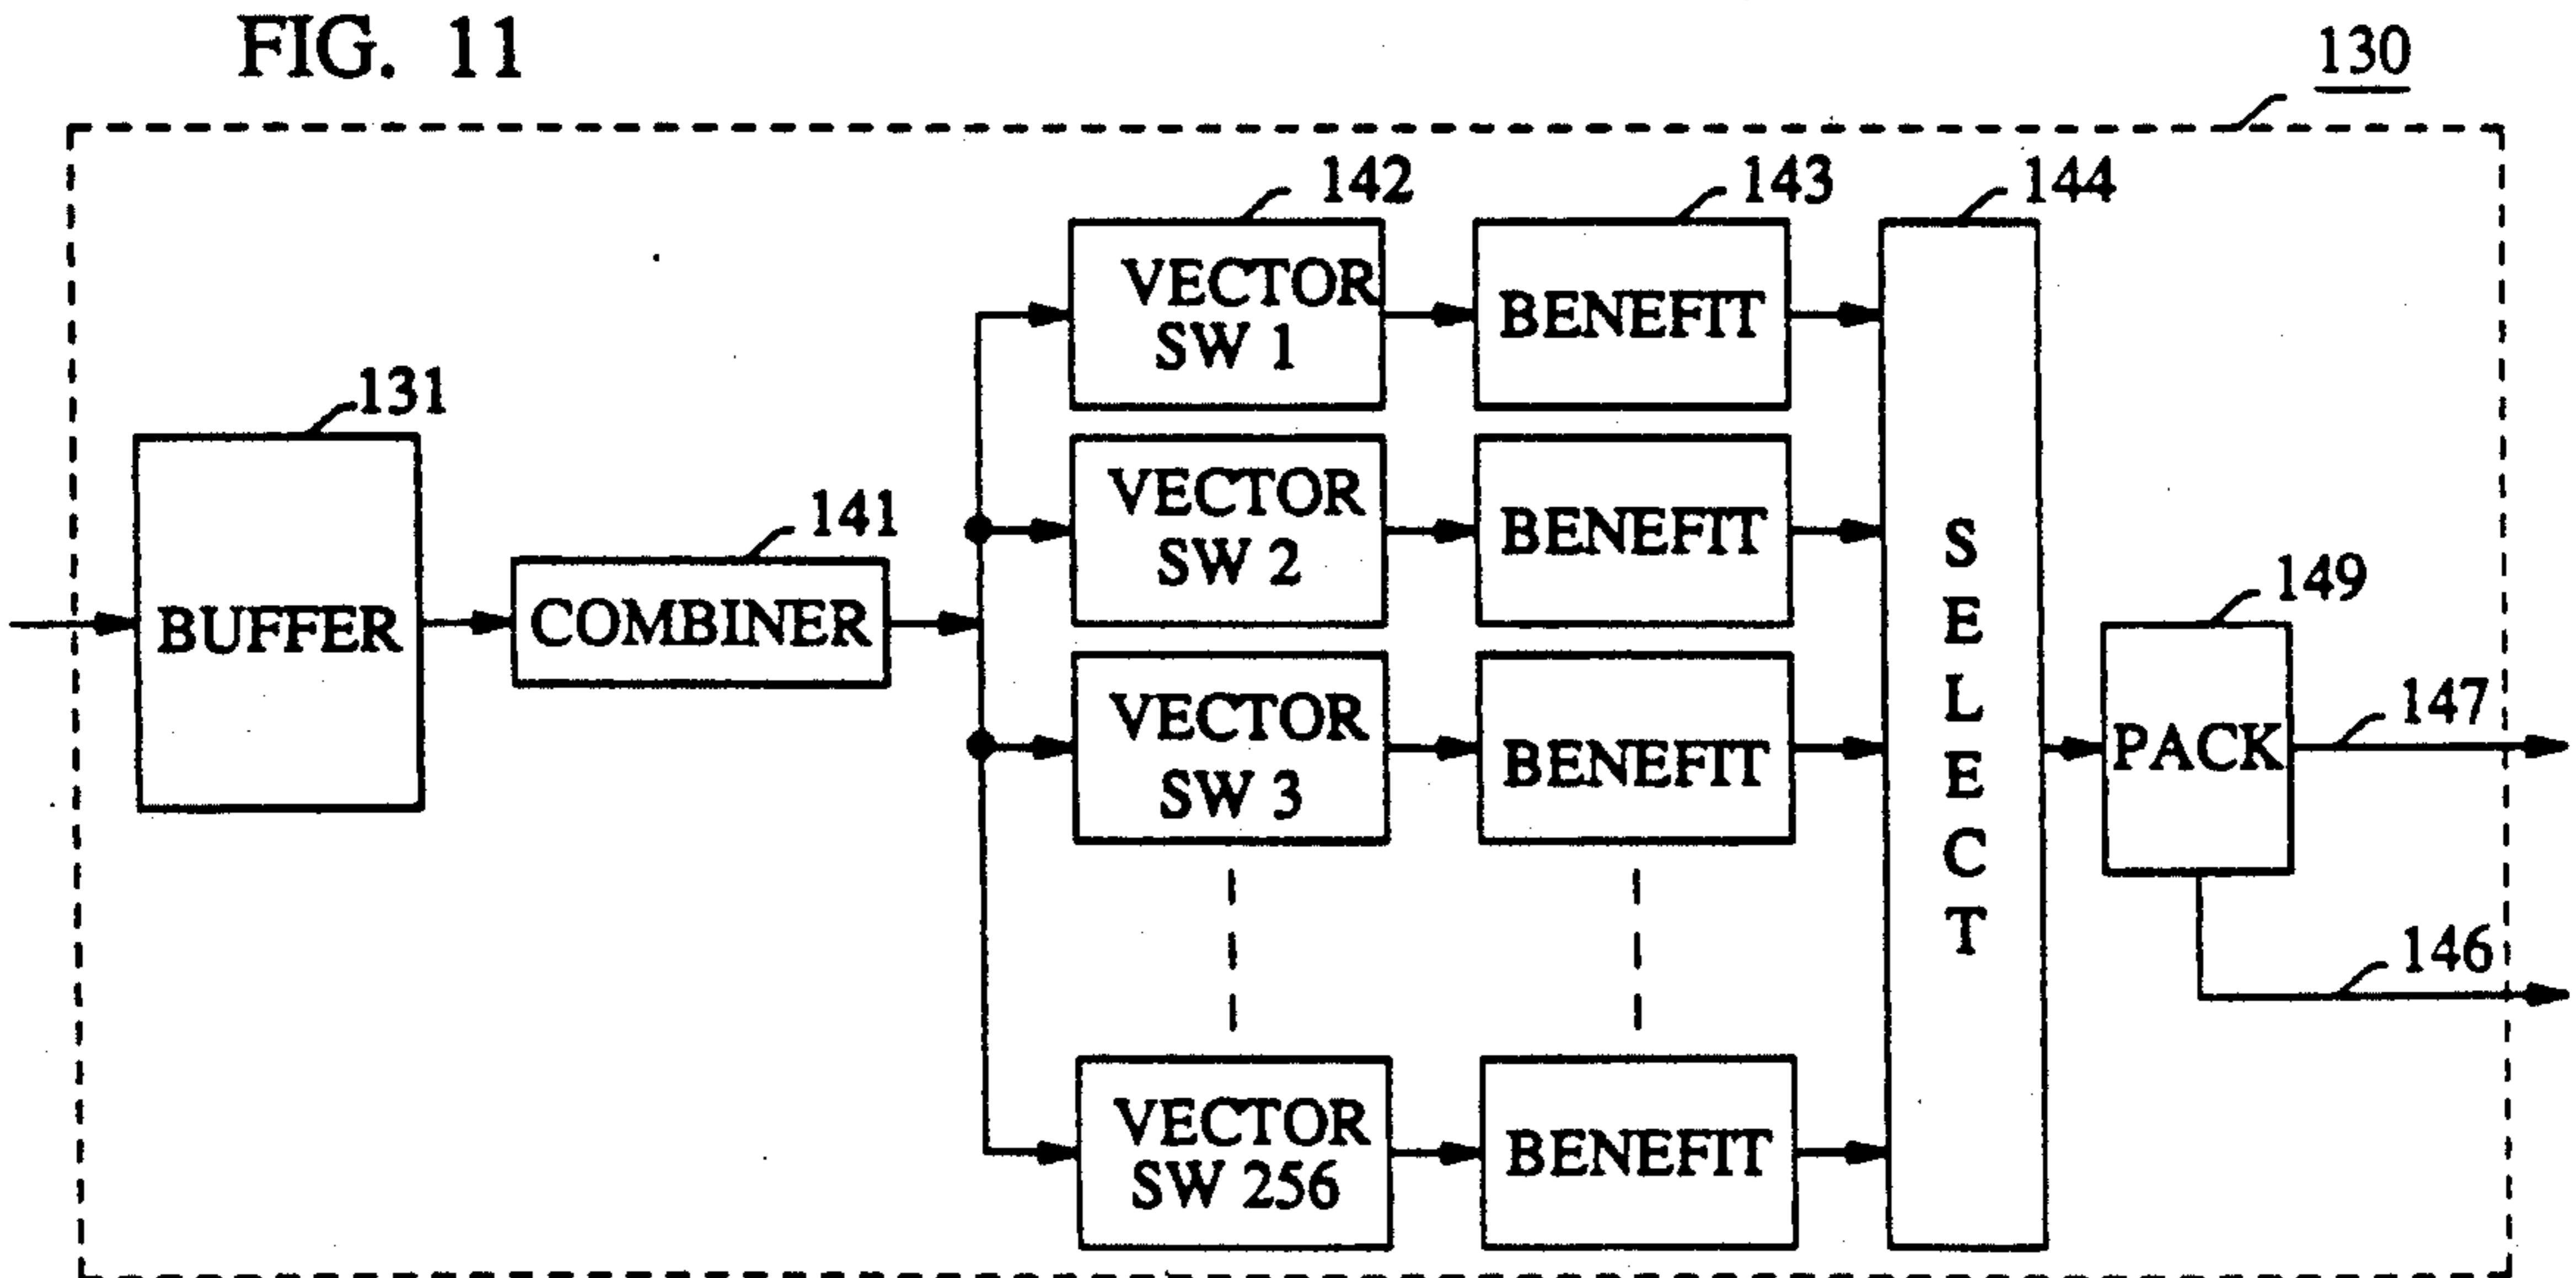 FIG. 11
130
142
143
144
VECTOR
SW 1
BENEFIT
131
BUFFER
141
COMBINER
VECTOR
SW 2
BENEFIT
VECTOR
SW 3
BENEFIT
SELECT
149
PACK
147
146
VECTOR
SW 256
BENEFIT